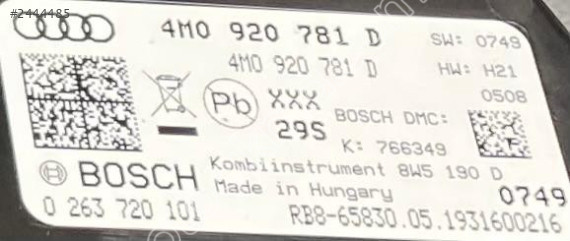 #2444485
4M0 920 781 D
SW: 0749
4M0 920 781 D
HW: H21
0508
Pb
XXX
29S
BOSCH DMC:
K: 766349
BOSCH
Kombiinstrument 8W5 190 D
Made in Hungary
0749
0 263 720 101
RB8-65830.05.1931600216